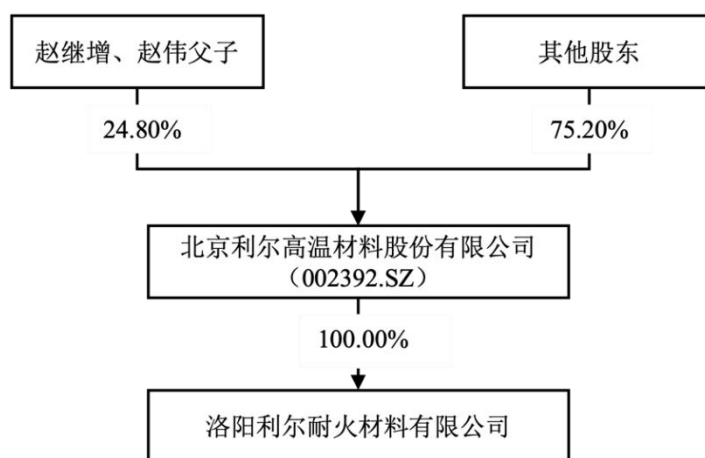 赵继增、赵伟父子
其他股东
24.80%
75.20%
北京利尔高温材料股份有限公司
（002392.SZ）
100.00%
洛阳利尔耐火材料有限公司